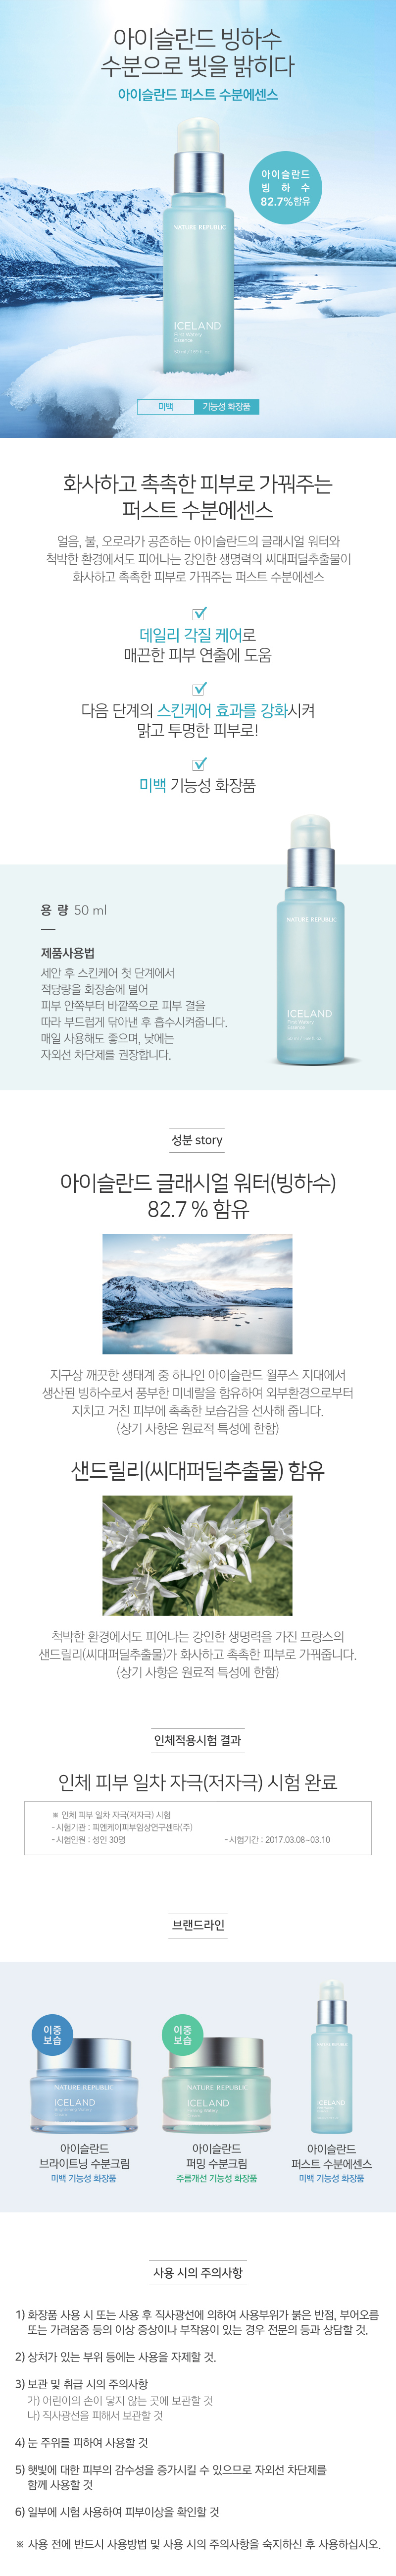 아이슬란드 빙하수
수분으로 빛을 밝히다
아이슬란드 퍼스트 수분에센스
아이슬란드
빙 하 수
82.7%함유
NATURE REPUBLIC
ICELAND
First Watery
Essence
미백
기능성 화장품
화사하고 촉촉한 피부로 가꿔주는
퍼스트 수분에센스
얼음, 불, 오로라가 공존하는 아이슬란드의 글래시얼 워터와
척박한 환경에서도 피어나는 강인한 생명력의 씨대퍼딜추출물이
화사하고 촉촉한 피부로 가꿔주는 퍼스트 수분에센스
데일리 각질 케어로
매끈한 피부 연출에 도움
다음 단계의 스킨케어 효과를 강화시켜
맑고 투명한 피부로!
미백 기능성 화장품
용 량 50 ml
제품사용법
세안 후 스킨케어 첫 단계에서
적당량을 화장솜에 덜어
피부 안쪽부터 바깥쪽으로 피부 결을
따라 부드럽게 닦아낸 후 흡수시켜줍니다.
매일 사용해도 좋으며, 낮에는
자외선 차단제를 권장합니다.
NATURE REPUBLIC
ICELAND
First Watery
Essence
성분 story
아이슬란드 글래시얼 워터(빙하수)
82.7 % 함유
지구상 깨끗한 생태계 중 하나인 아이슬란드 윌푸스 지대에서
생산된 빙하수로서 풍부한 미네랄을 함유하여 외부환경으로부터
지치고 거친 피부에 촉촉한 보습감을 선사해 줍니다.
(상기 사항은 원료적 특성에 한함)
샌드릴리(씨대퍼딜추출물) 함유
척박한 환경에서도 피어나는 강인한 생명력을 가진 프랑스의
샌드릴리(씨대퍼딜추출물)가 화사하고 촉촉한 피부로 가꿔줍니다.
(상기 사항은 원료적 특성에 한함)
인체적용시험 결과
인체 피부 일차 자극(저자극) 시험 완료
※ 인체 피부 일차 자극(저자극) 시험
- 시험기관 : 피엔케이피부임상연구센타(주)
- 시험인원 : 성인 30명 - 시험기간 : 2017.03.08~03.10
브랜드라인
이중
보습
NATURE REPUBLIC
ICELAND
이중
보습
NATURE REPUBLIC
ICELAND
ICELAND
아이슬란드
브라이트닝 수분크림
미백 기능성 화장품
아이슬란드
퍼밍 수분크림
주름개선 기능성 화장품
아이슬란드
퍼스트 수분에센스
미백 기능성 화장품
사용 시의 주의사항
1) 화장품 사용 시 또는 사용 후 직사광선에 의하여 사용부위가 붉은 반점, 부어오름
또는 가려움증 등의 이상 증상이나 부작용이 있는 경우 전문의 등과 상담할 것.
2) 상처가 있는 부위 등에는 사용을 자제할 것.
3) 보관 및 취급 시의 주의사항
가) 어린이의 손이 닿지 않는 곳에 보관할 것
나) 직사광선을 피해서 보관할 것
4) 눈 주위를 피하여 사용할 것
5) 햇빛에 대한 피부의 감수성을 증가시킬 수 있으므로 자외선 차단제를
함께 사용할 것
6) 일부에 시험 사용하여 피부이상을 확인할 것
※ 사용 전에 반드시 사용방법 및 사용 시의 주의사항을 숙지하신 후 사용하십시오.